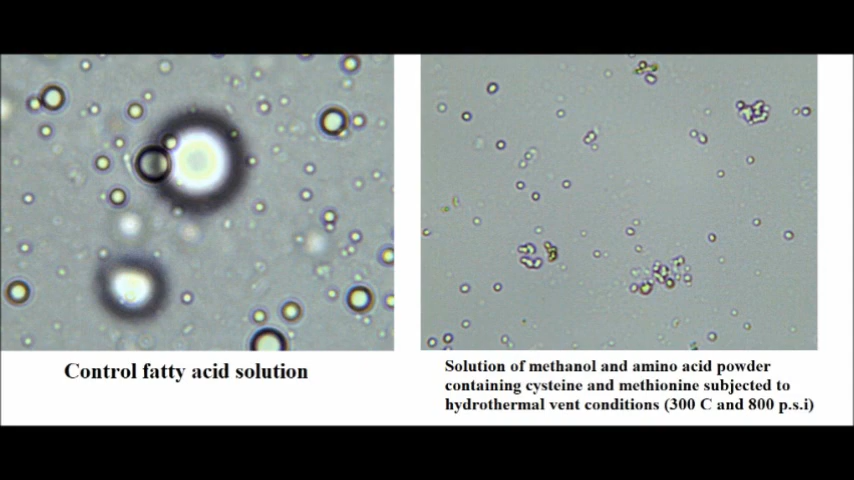 Control fatty acid solution
Solution of methanol and amino acid powder
containing cysteine and methionine subjected to
hydrothermal vent conditions (300 C and 800 p.s.i)